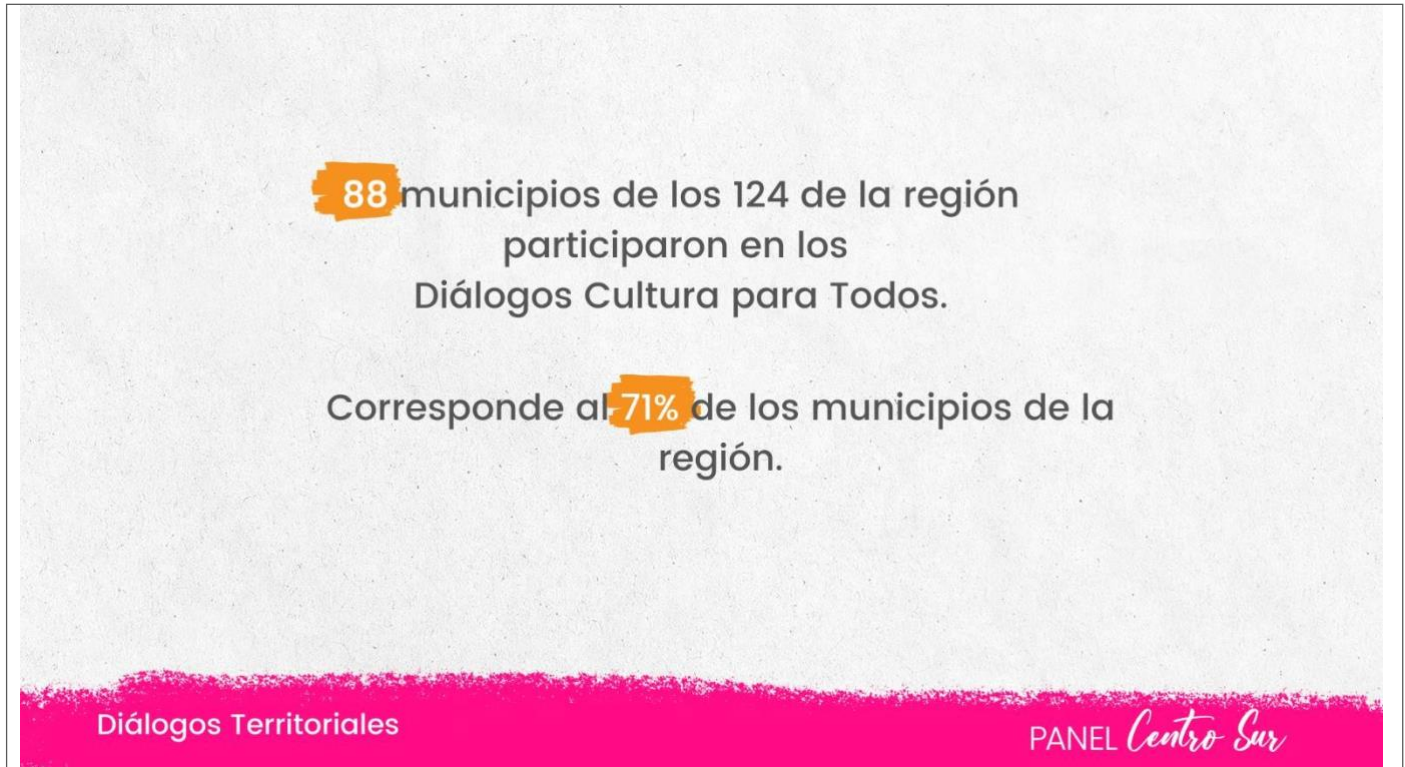 88 municipios de los 124 de la región
participaron en los
Diálogos Cultura para Todos.
Corresponde al 71% de los municipios de la
región.
Diálogos Territoriales
PANEL Centro Sur